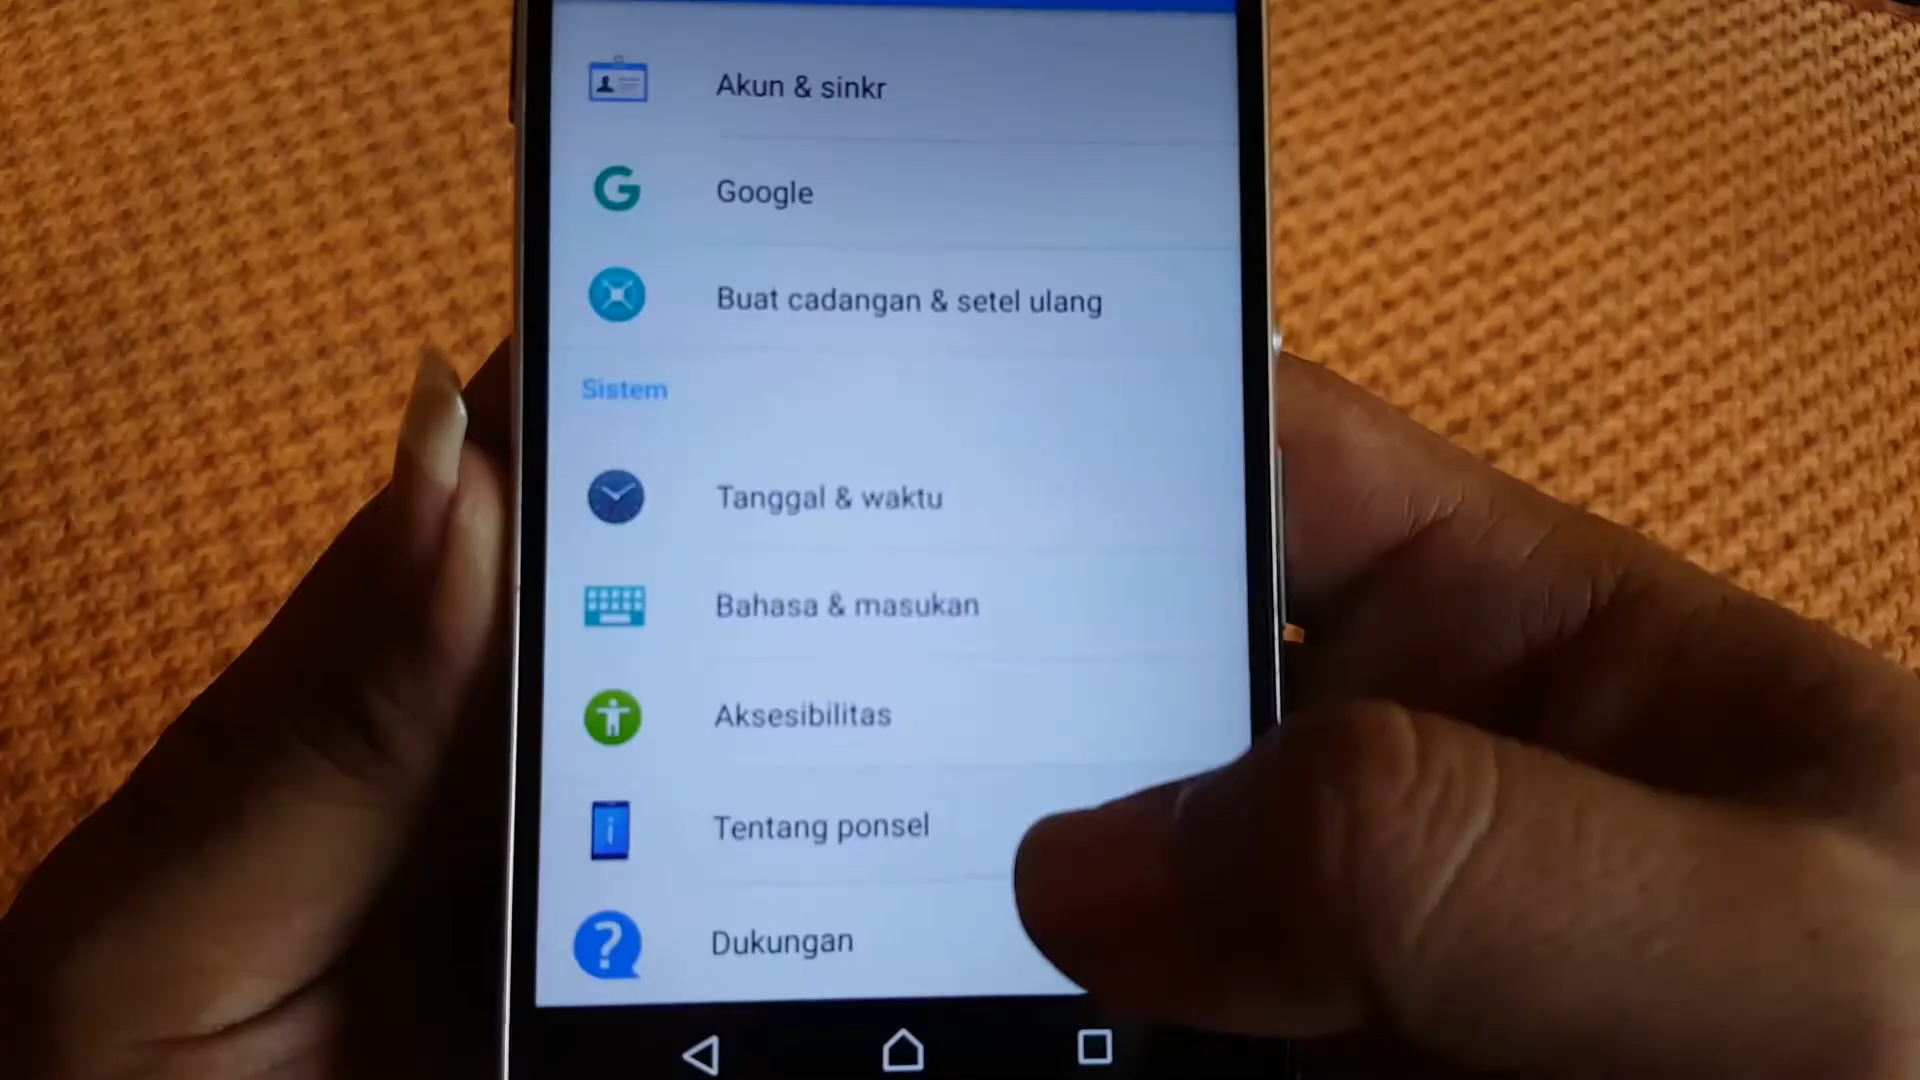 Akun & sinkr
Google
Buat cadangan & setel ulang
Sistem
Tanggal & waktu
Bahasa & masukan
Aksesibilitas
Tentang ponsel
Dukungan